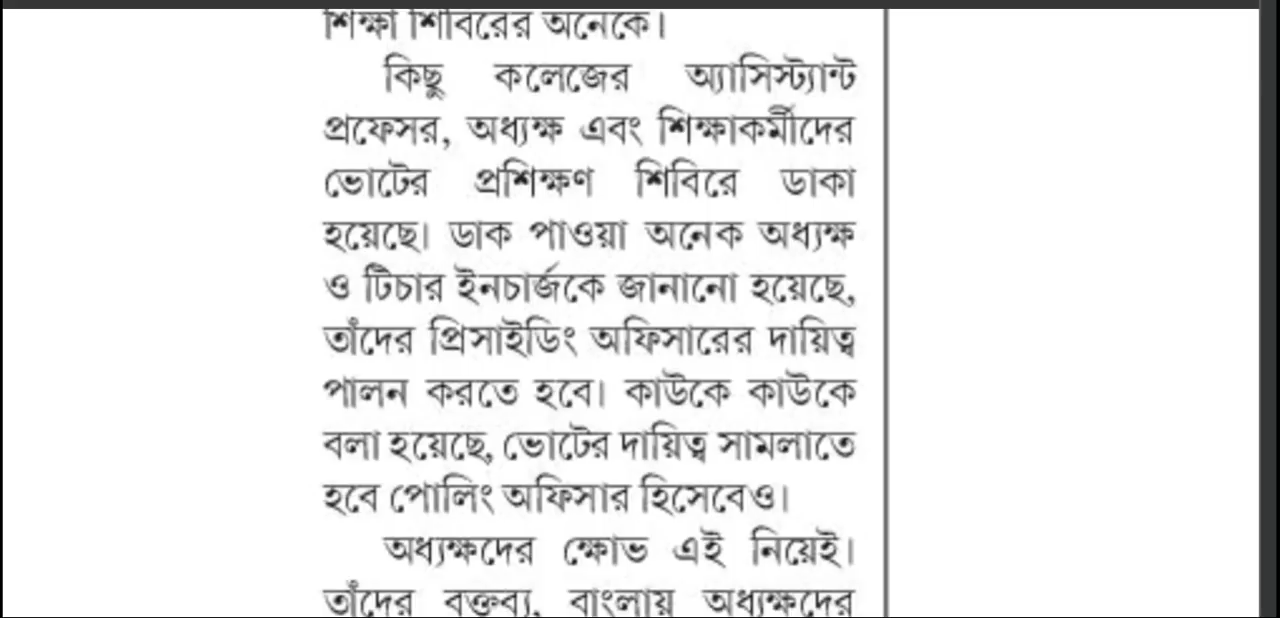 শিক্ষা শিবিরের অনেকে।
কিছু কলেজের অ্যাসিস্ট্যান্ট
প্রফেসর, অধ্যক্ষ এবং শিক্ষাকর্মীদের
ভোটের প্রশিক্ষণ শিবিরে ডাকা
হয়েছে। ডাক পাওয়া অনেক অধ্যক্ষ
ও টিচার ইনচার্জকে জানানো হয়েছে,
তাঁদের প্রিসাইডিং অফিসারের দায়িত্ব
পালন করতে হবে। কাউকে কাউকে
বলা হয়েছে, ভোটের দায়িত্ব সামলাতে
হবে পোলিং অফিসার হিসেবেও।
অধ্যক্ষদের ক্ষোভ এই নিয়েই।
তাঁদের বক্তব্য, বাংলায় অধ্যক্ষদের